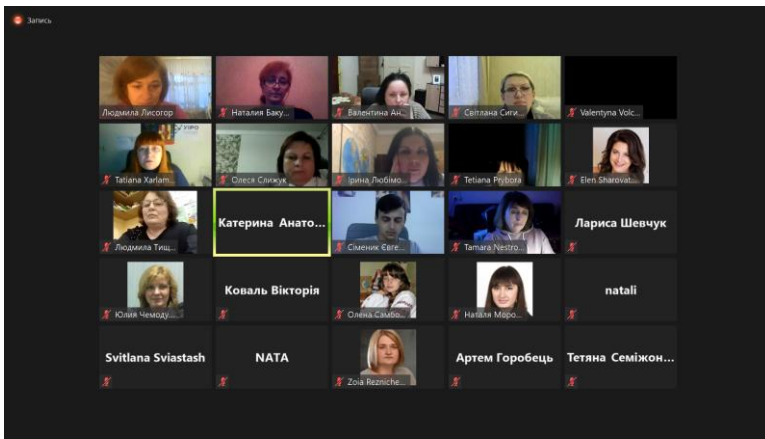 Запись
Людмила Лисогор
Наталия Баку...
Валентина Ан...
Світлана Сиги...
Valentyna Volc...
Tatiana Xarlam...
Олеся Слижук
Ірина Любімо...
Tetiana Prybora
Elen Sharovat...
Людмила Тищ...
Катерина Анато...
Сіменик Євге...
Tamara Nestro...
Лариса Шевчук
Юлия Чемоду...
Коваль Вікторія
Олена Самбо...
Наталя Моро...
natali
Svitlana Sviastash
NATA
Zoia Rezniche...
Артем Горобець
Тетяна Семіжон...